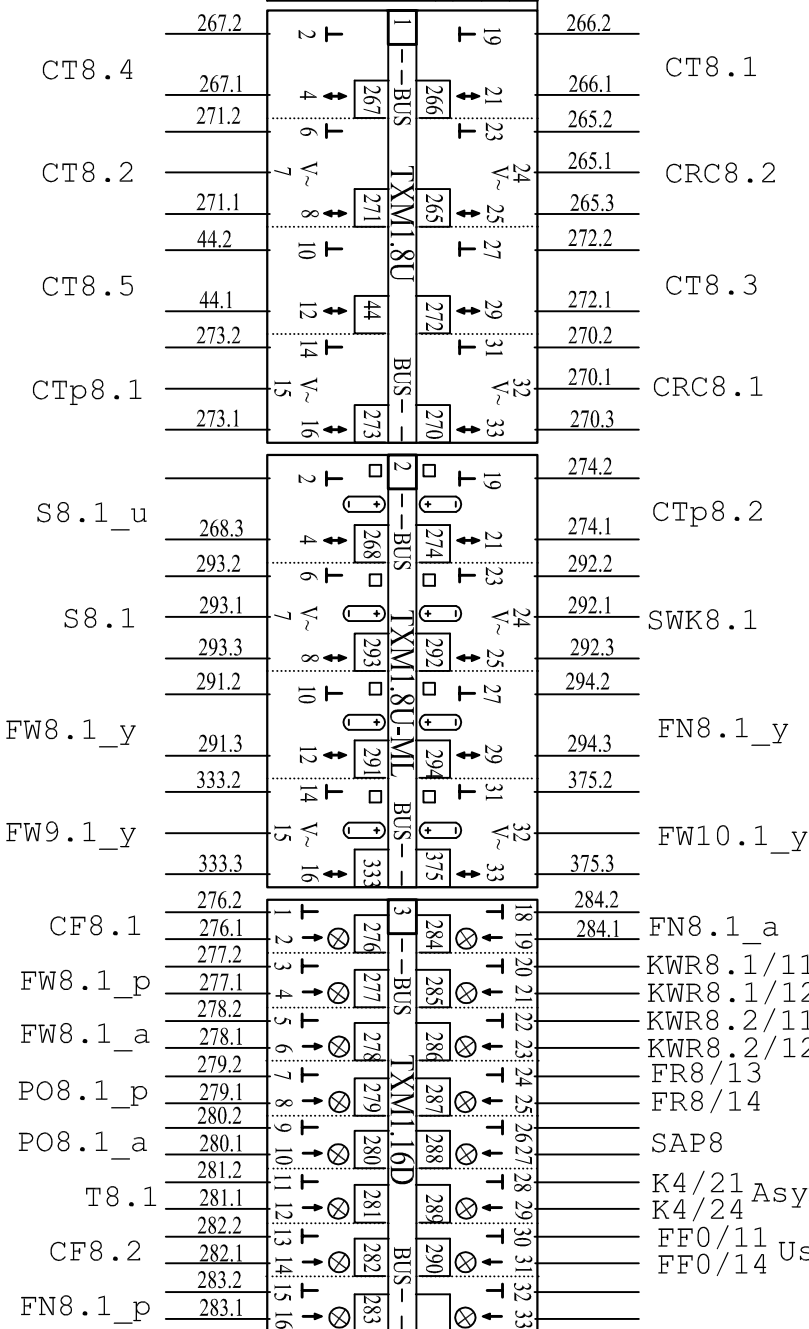 267.2 2 1 19 266.2
CT8.4 CT8.1
267.1 4 267 BUS 266 21 266.1
271.2 6 23 265.2
CT8.2 7 V~ TXM1.8U V~ 24 265.1 CRC8.2
271.1 8 271 265 25 265.3
44.2 10 27 272.2
CT8.5 CT8.3
44.1 12 44 272 29 272.1
273.2 14 31 270.2
CTp8.1 15 V~ BUS V~ 32 270.1 CRC8.1
273.1 16 273 270 33 270.3
2 2 19 274.2
S8.1_u - + - + CTp8.2
268.3 4 268 BUS 274 21 274.1
293.2 6 23 292.2
S8.1 293.1 7 V~ - + TXM1.8U-ML - + V~ 24 292.1 SWK8.1
293.3 8 293 292 25 292.3
291.2 10 27 294.2
FW8.1_y - + - + FN8.1_y
291.3 12 291 294 29 294.3
333.2 14 31 375.2
FW9.1_y 15 V~ - + BUS - + V~ 32 FW10.1_y
333.3 16 333 375 33 375.3
276.2 1 3 18 284.2
CF8.1 276.1 2 276 284 19 284.1 FN8.1_a
277.2 3 BUS 20 KWR8.1/11
FW8.1_p 277.1 4 277 285 21 KWR8.1/12
278.2 5 22 KWR8.2/11
FW8.1_a 278.1 6 278 286 23 KWR8.2/12
279.2 7 TXM1.16D 24 FR8/13
PO8.1_p 279.1 8 279 287 25 FR8/14
280.2 9 26
PO8.1_a 280.1 10 280 288 27 SAP8
281.2 11 28 K4/21
T8.1 281.1 12 281 289 29 K4/24 Asy
282.2 13 30 FF0/11
CF8.2 282.1 14 282 BUS 290 31 FF0/14 Us
283.2 15 32
FN8.1_p 283.1 16 283 33